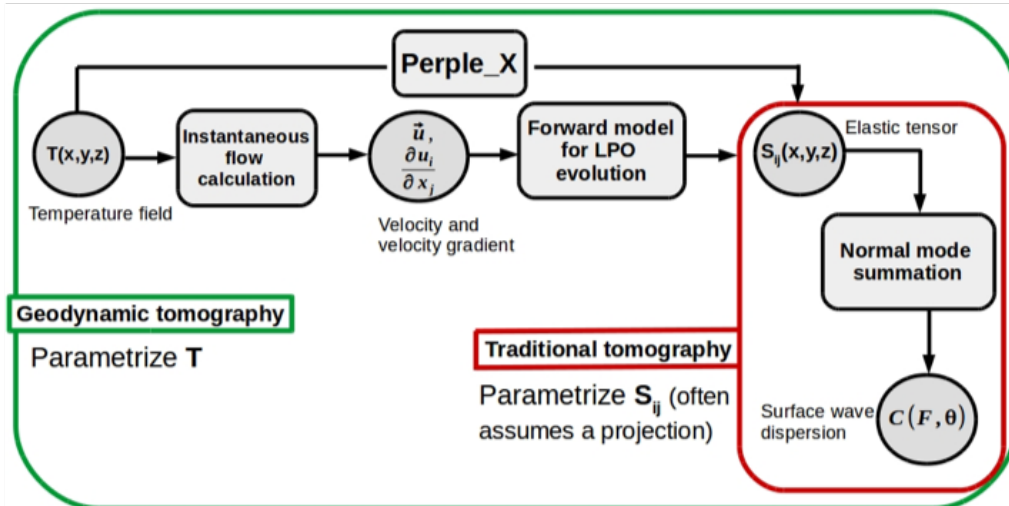 Perple_X
T(x,y,z)
Temperature field
Instantaneous
flow
calculation
u⃗ ,
∂u_i
∂x_j
Velocity and
velocity gradient
Forward model
for LPO
evolution
S_ij(x,y,z)
Elastic tensor
Normal mode
summation
Surface wave
dispersion
C(F,θ)
Geodynamic tomography
Parametrize T
Traditional tomography
Parametrize S_ij (often
assumes a projection)